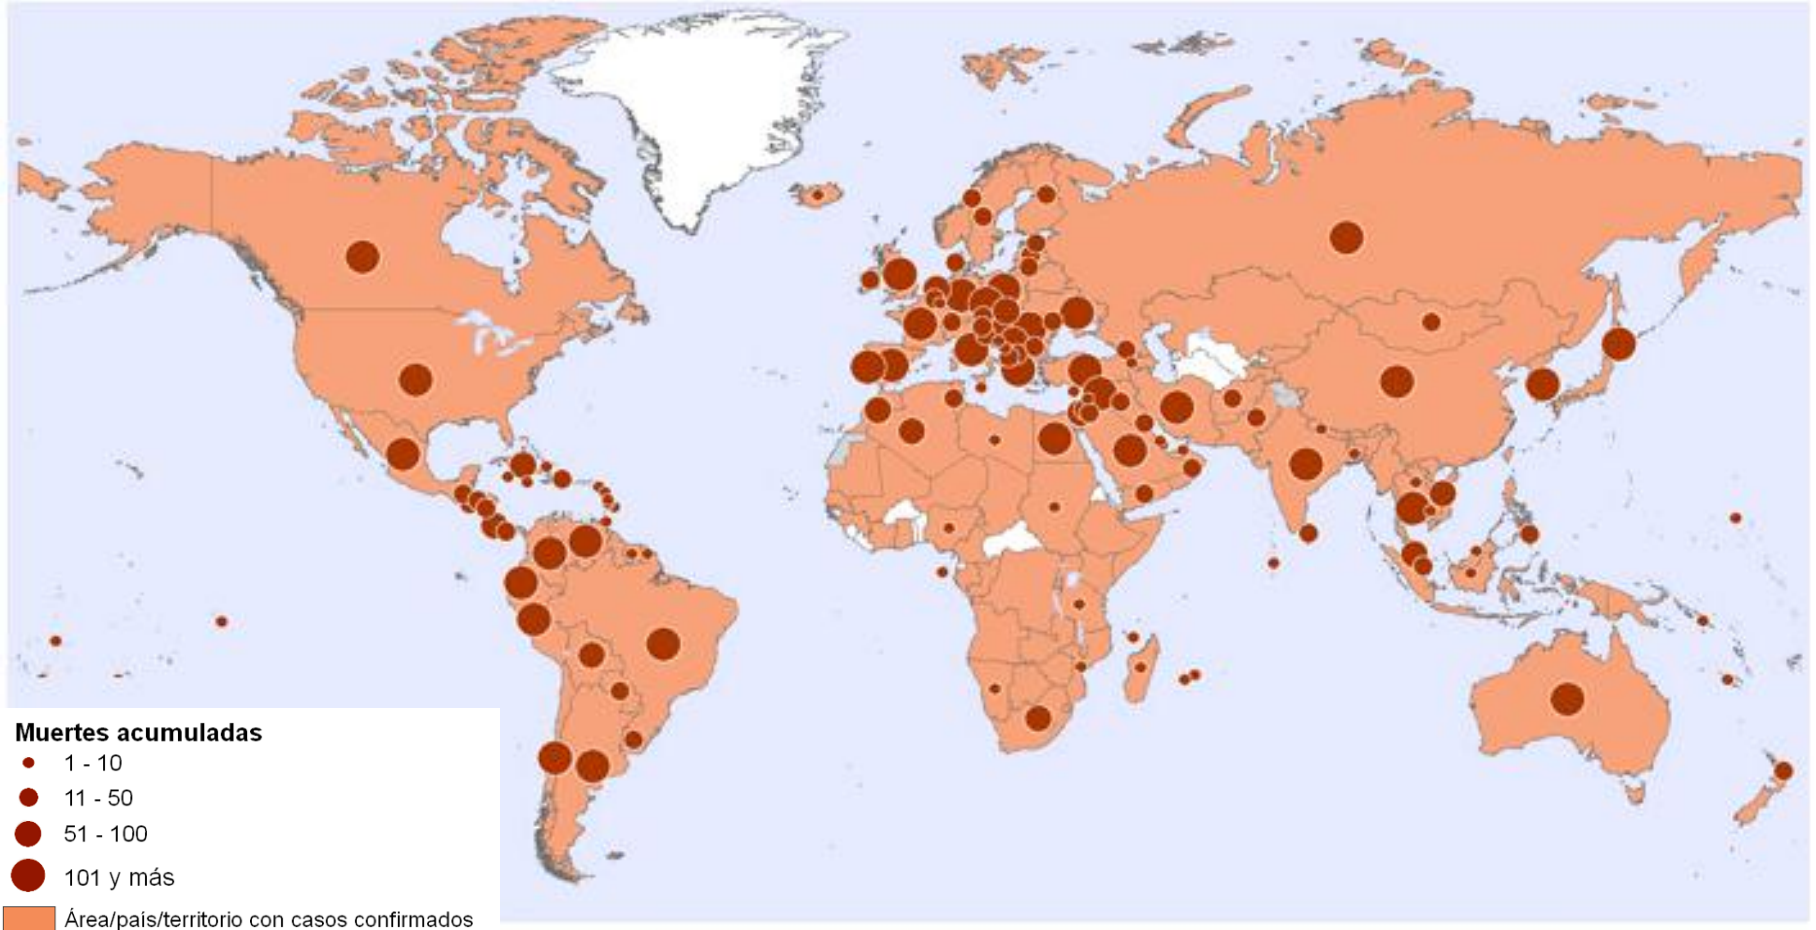 Muertes acumuladas
1 - 10
11 - 50
51 - 100
101 y más
Área/país/territorio con casos confirmados